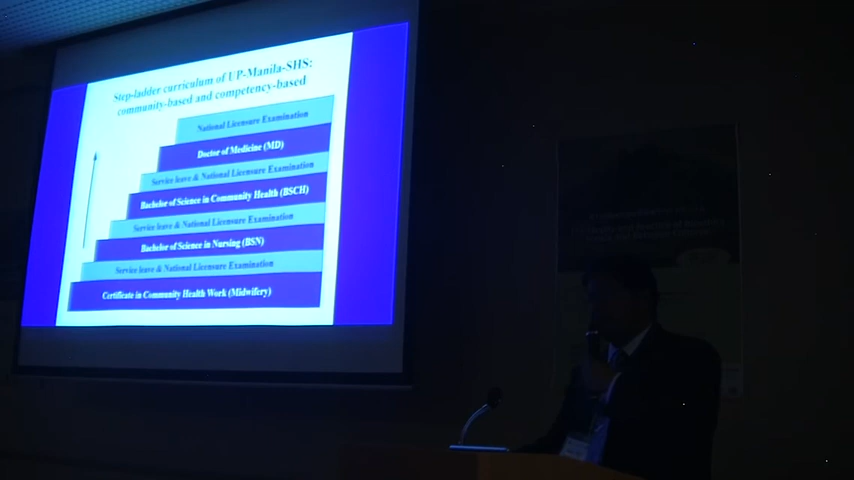 Step-ladder curriculum of UP-Manila-SHS:
community-based and competency-based
National Licensure Examination
Doctor of Medicine (MD)
Service leave & National Licensure Examination
Bachelor of Science in Community Health (BSCH)
Service leave & National Licensure Examination
Bachelor of Science in Nursing (BSN)
Service leave & National Licensure Examination
Certificate in Community Health Work (Midwifery)